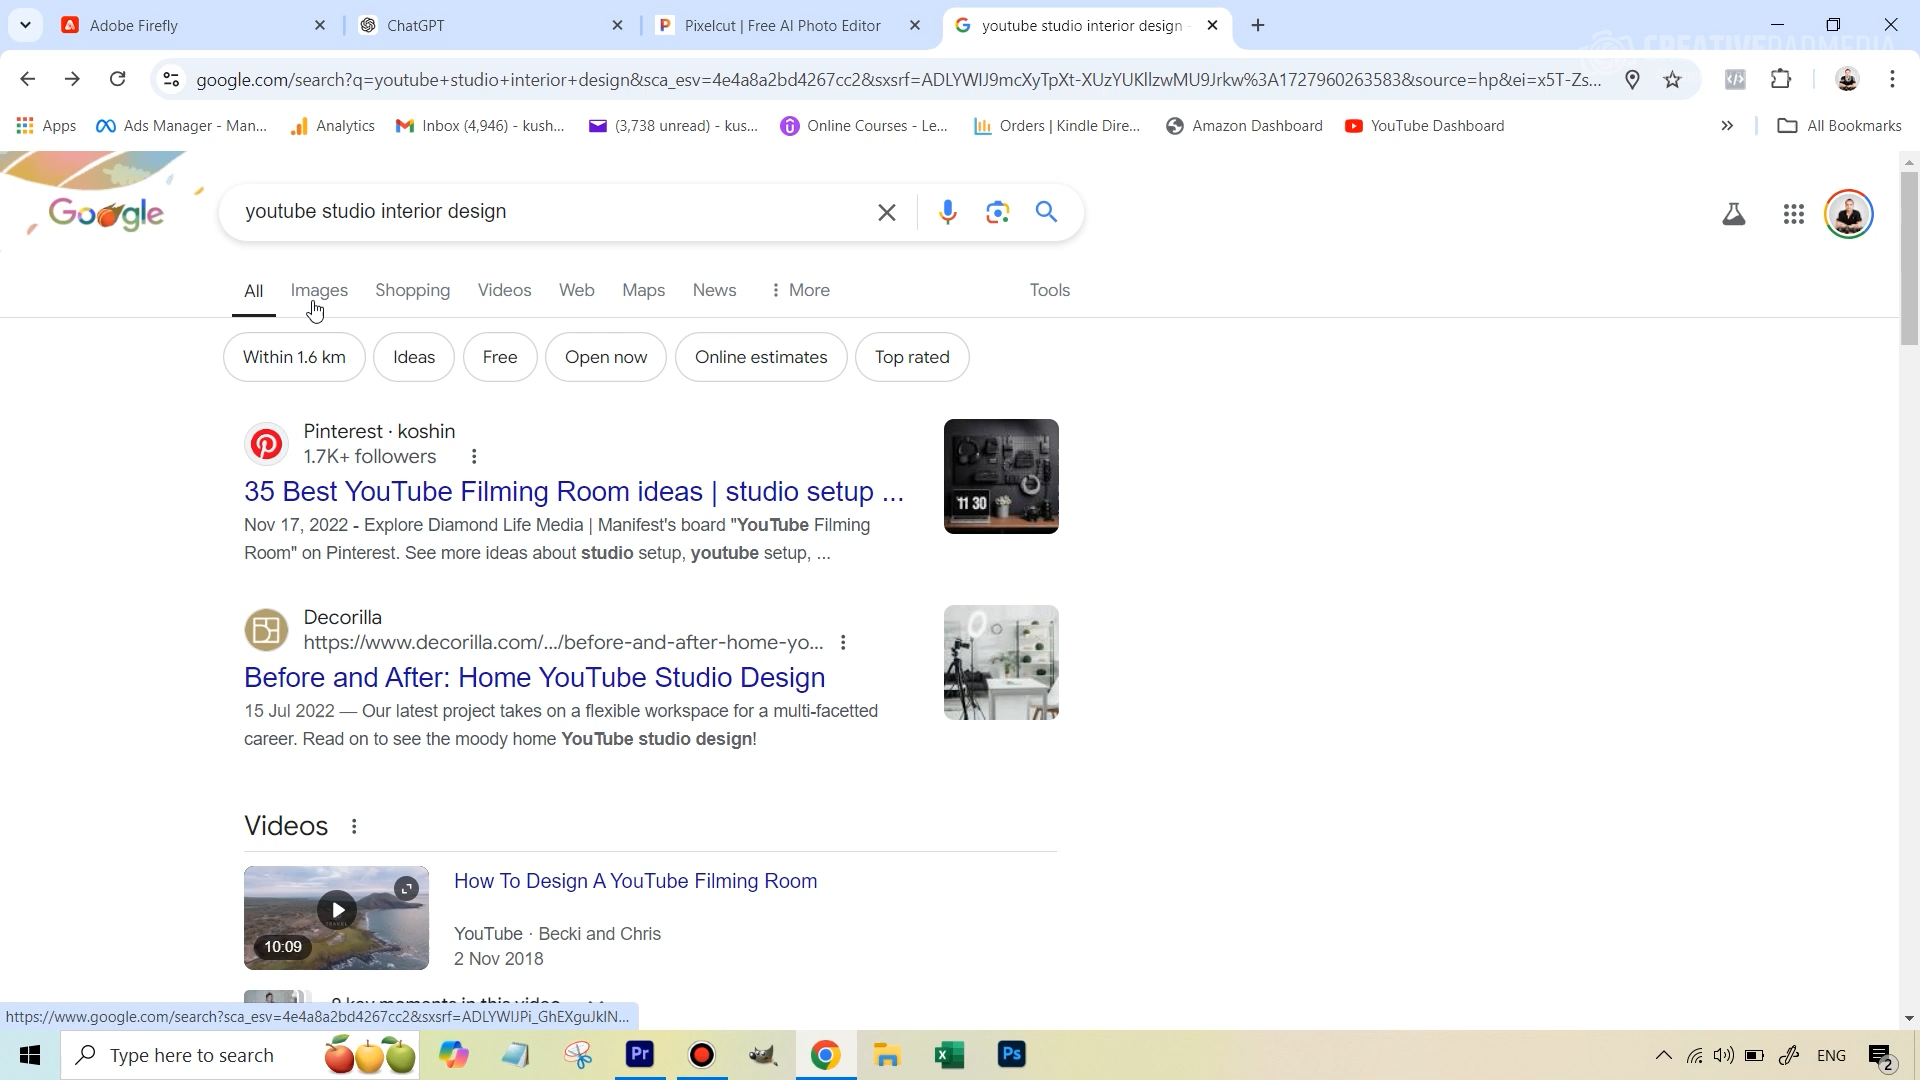 Adobe Firefly
ChatGPT
Pixelcut | Free AI Photo Editor
youtube studio interior design -
CREATIVEPADMEDIA
google.com/search?q=youtube+studio+interior+design&sca_esv=4e4a8a2bd4267cc2&sxsrf=ADLYWIJ9mcXyTpXt-XUzYUKllzwMU9Jrkw%3A1727960263583&source=hp&ei=x5T-Zs...
Apps
Ads Manager - Man...
Analytics
Inbox (4,946) - kush...
(3,738 unread) - kus...
Online Courses - Le...
Orders | Kindle Dire...
Amazon Dashboard
YouTube Dashboard
All Bookmarks
Google
youtube studio interior design
All
Images
Shopping
Videos
Web
Maps
News
More
Tools
Within 1.6 km
Ideas
Free
Open now
Online estimates
Top rated
Pinterest · koshin
1.7K+ followers
35 Best YouTube Filming Room ideas | studio setup ...
Nov 17, 2022 - Explore Diamond Life Media | Manifest's board "YouTube Filming
Room" on Pinterest. See more ideas about studio setup, youtube setup, ...
11 30
Decorilla
https://www.decorilla.com/.../before-and-after-home-yo...
Before and After: Home YouTube Studio Design
15 Jul 2022 — Our latest project takes on a flexible workspace for a multi-facetted
career. Read on to see the moody home YouTube studio design!
Videos
10:09
How To Design A YouTube Filming Room
YouTube · Becki and Chris
2 Nov 2018
https://www.google.com/search?sca_esv=4e4a8a2bd4267cc2&sxsrf=ADLYWIJPi_GhEXguJkIN...
Type here to search
Pr
Ps
ENG
2